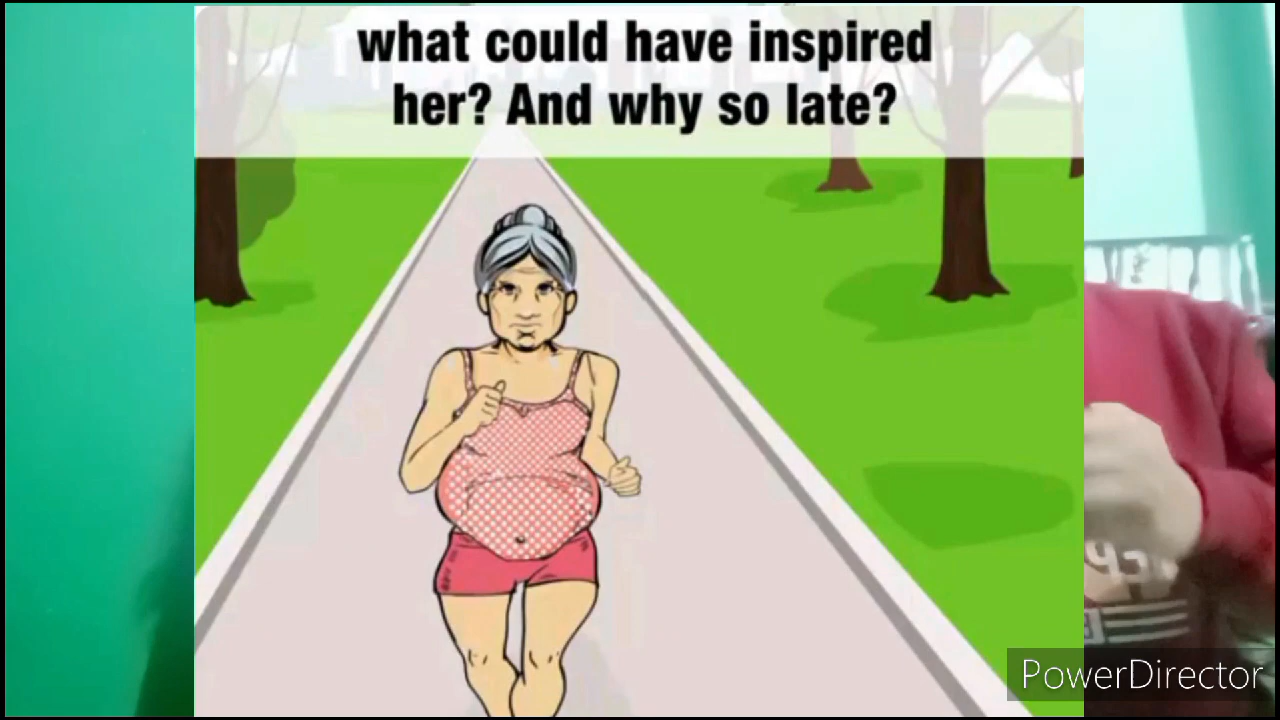 what could have inspired
her? And why so late?
PowerDirector